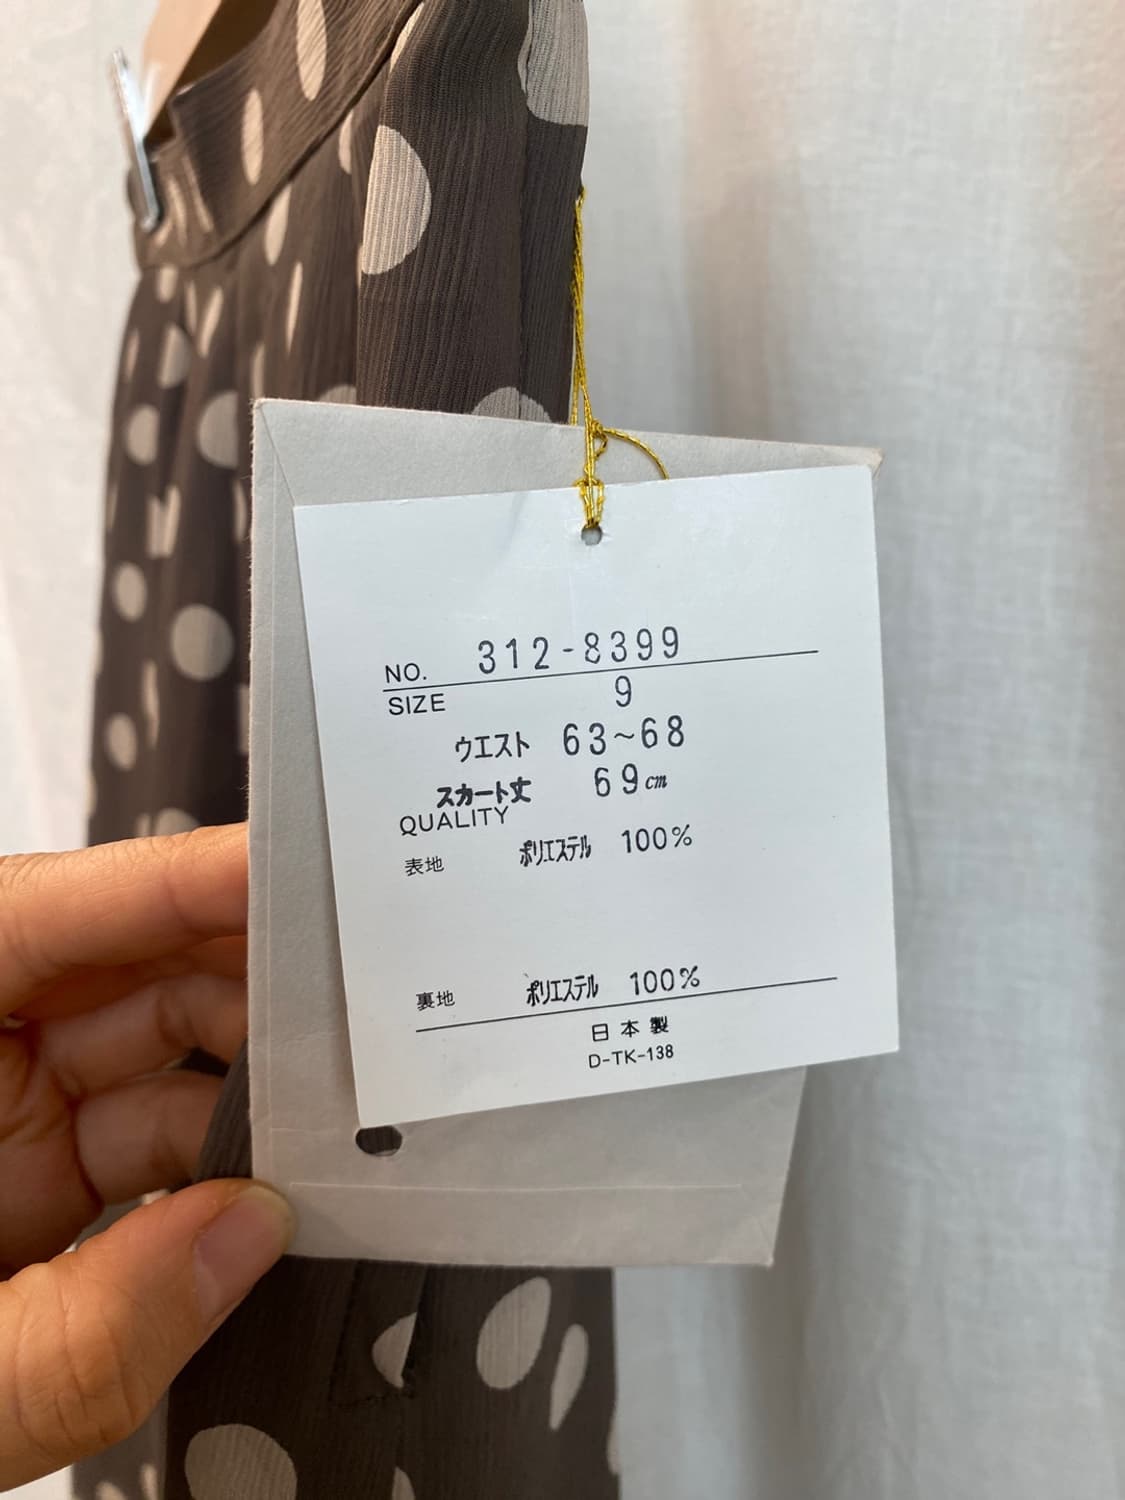 NO. 312-8399
SIZE 9
ウエスト 63~68
スカート丈 69cm
QUALITY
表地 ポリエステル 100%
裏地 ポリエステル 100%
日本製
D-TK-138